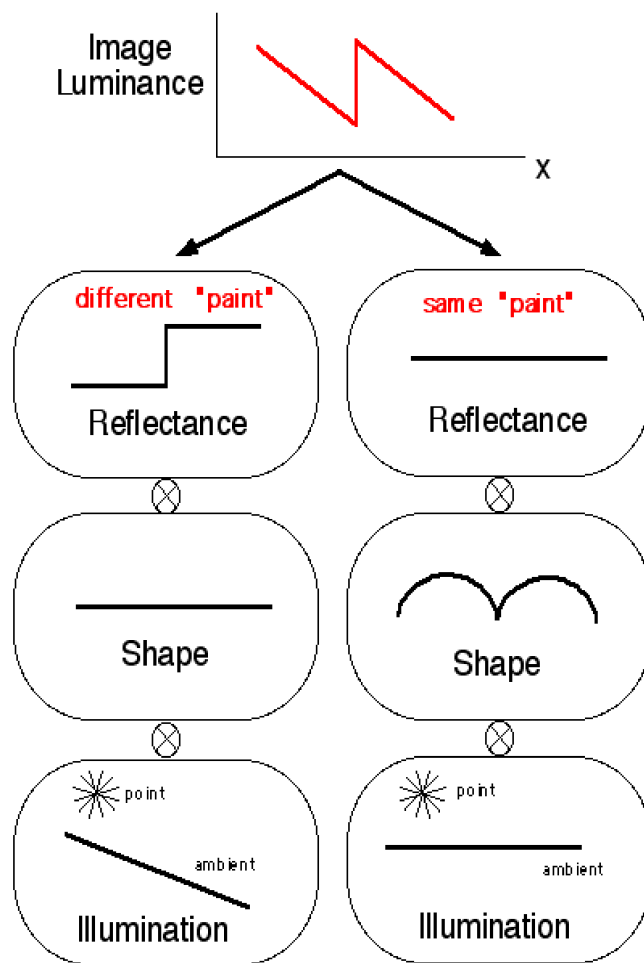 Image
Luminance
x
different "paint"
Reflectance
same "paint"
Reflectance
Shape
Shape
point
ambient
Illumination
point
ambient
Illumination